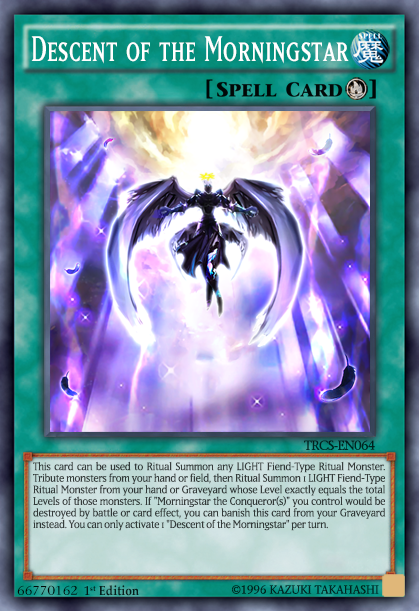 Descent of the Morningstar
SPELL
魔
[Spell Card]
TRCS-EN064
This card can be used to Ritual Summon any LIGHT Fiend-Type Ritual Monster.
Tribute monsters from your hand or field, then Ritual Summon 1 LIGHT Fiend-Type
Ritual Monster from your hand or Graveyard whose Level exactly equals the total
Levels of those monsters. If "Morningstar the Conqueror(s)" you control would be
destroyed by battle or card effect, you can banish this card from your Graveyard
instead. You can only activate 1 "Descent of the Morningstar" per turn.
66770162 1st Edition ©1996 KAZUKI TAKAHASHI